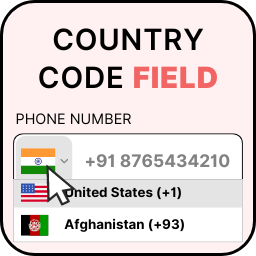 COUNTRY
CODE FIELD
PHONE NUMBER
+91 8765434210
United States (+1)
Afghanistan (+93)